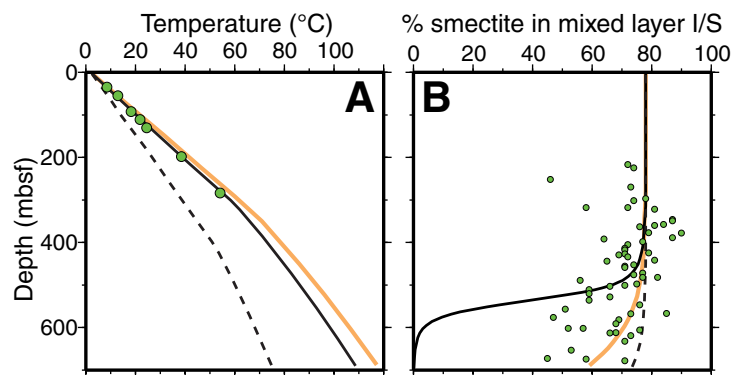 Temperature (°C)
% smectite in mixed layer I/S
0 20 40 60 80 100
0 20 40 60 80 100
A
B
Depth (mbsf)
0
200
400
600